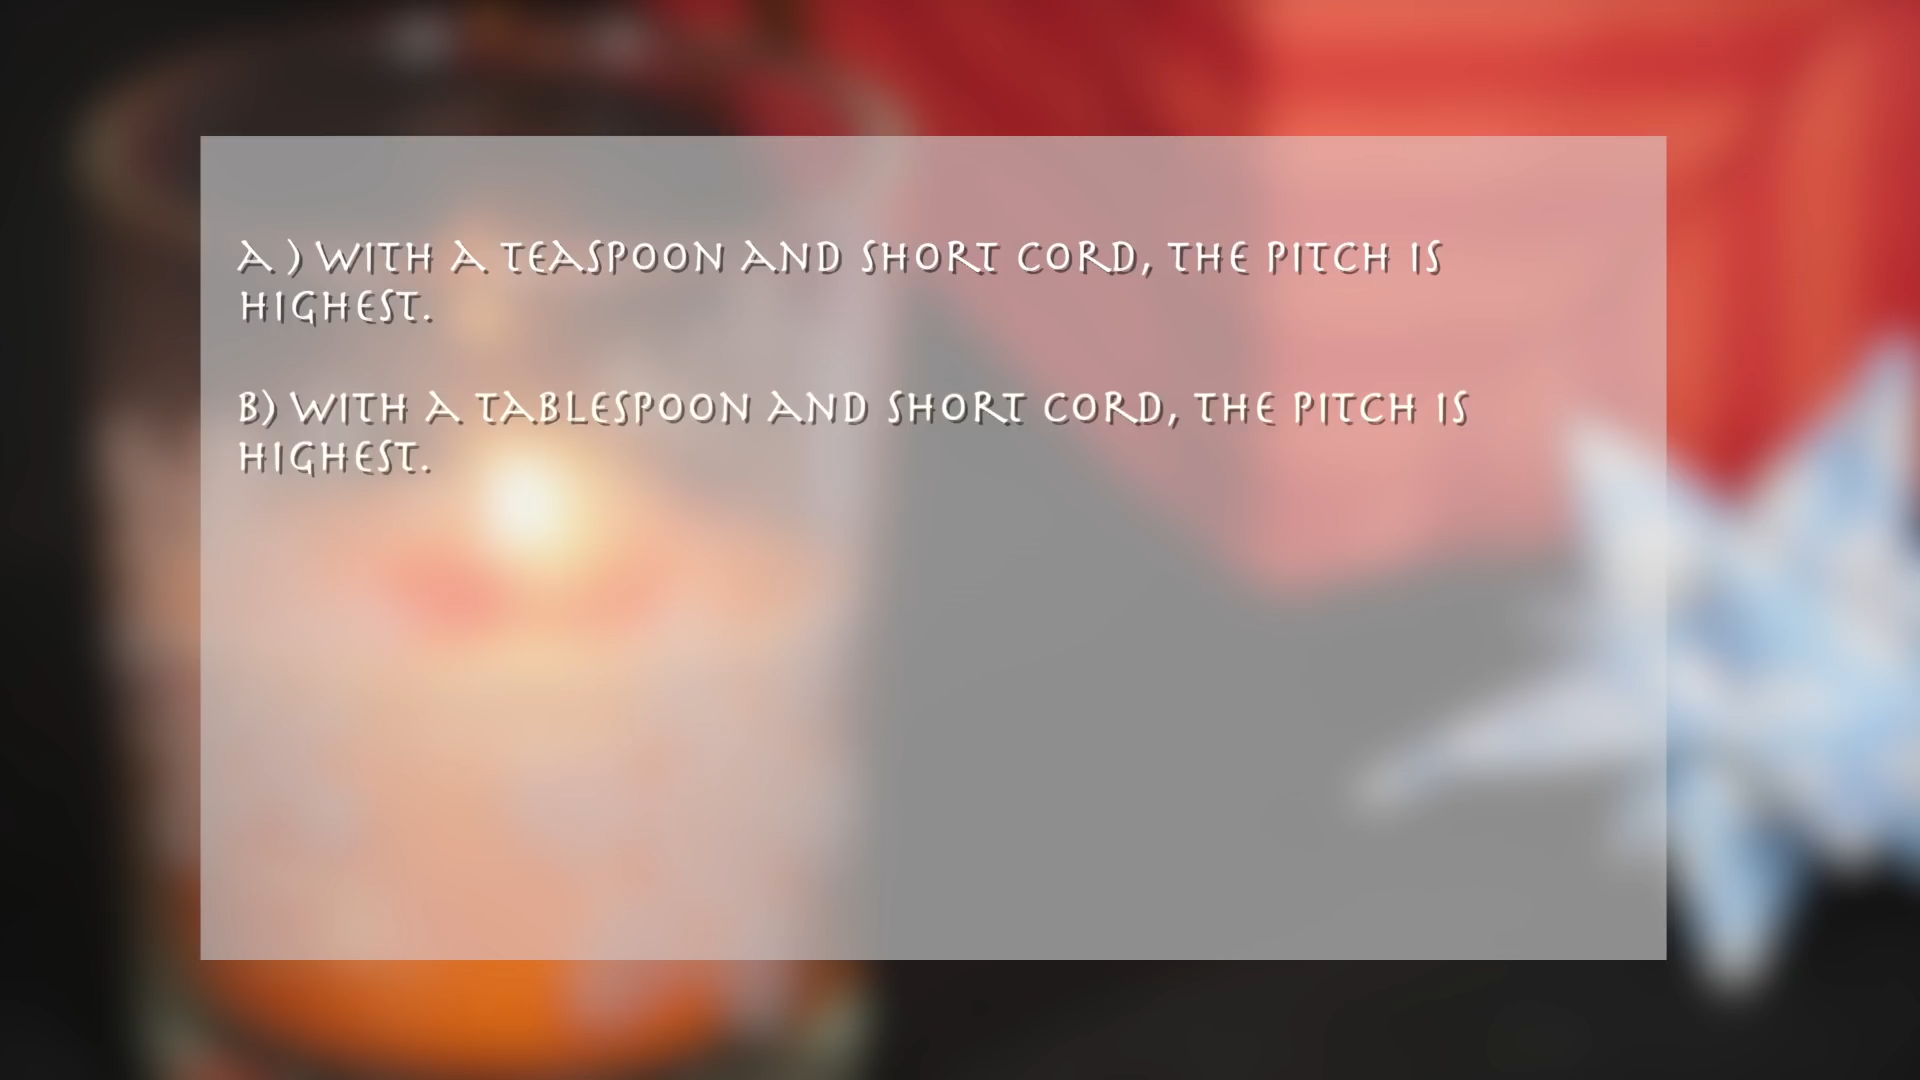 A ) WITH A TEASPOON AND SHORT CORD, THE PITCH IS
HIGHEST.
B) WITH A TABLESPOON AND SHORT CORD, THE PITCH IS
HIGHEST.